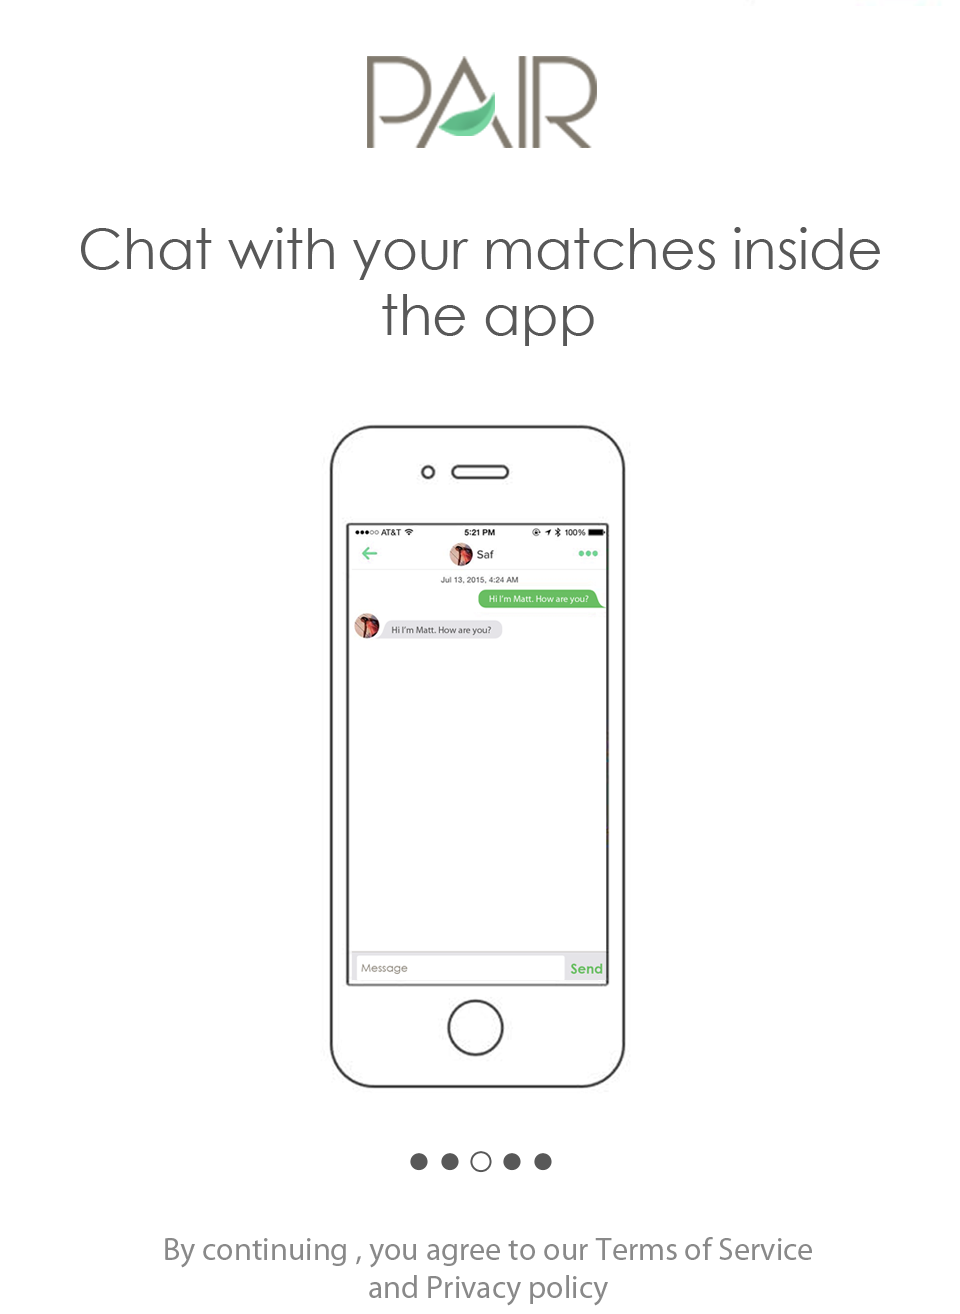 PAIR
Chat with your matches inside
the app
AT&T 5:21 PM 100%
Saf
Jul 13, 2015, 4:24 AM
Hi I'm Matt. How are you?
Hi I'm Matt. How are you?
Message Send
By continuing , you agree to our Terms of Service
and Privacy policy